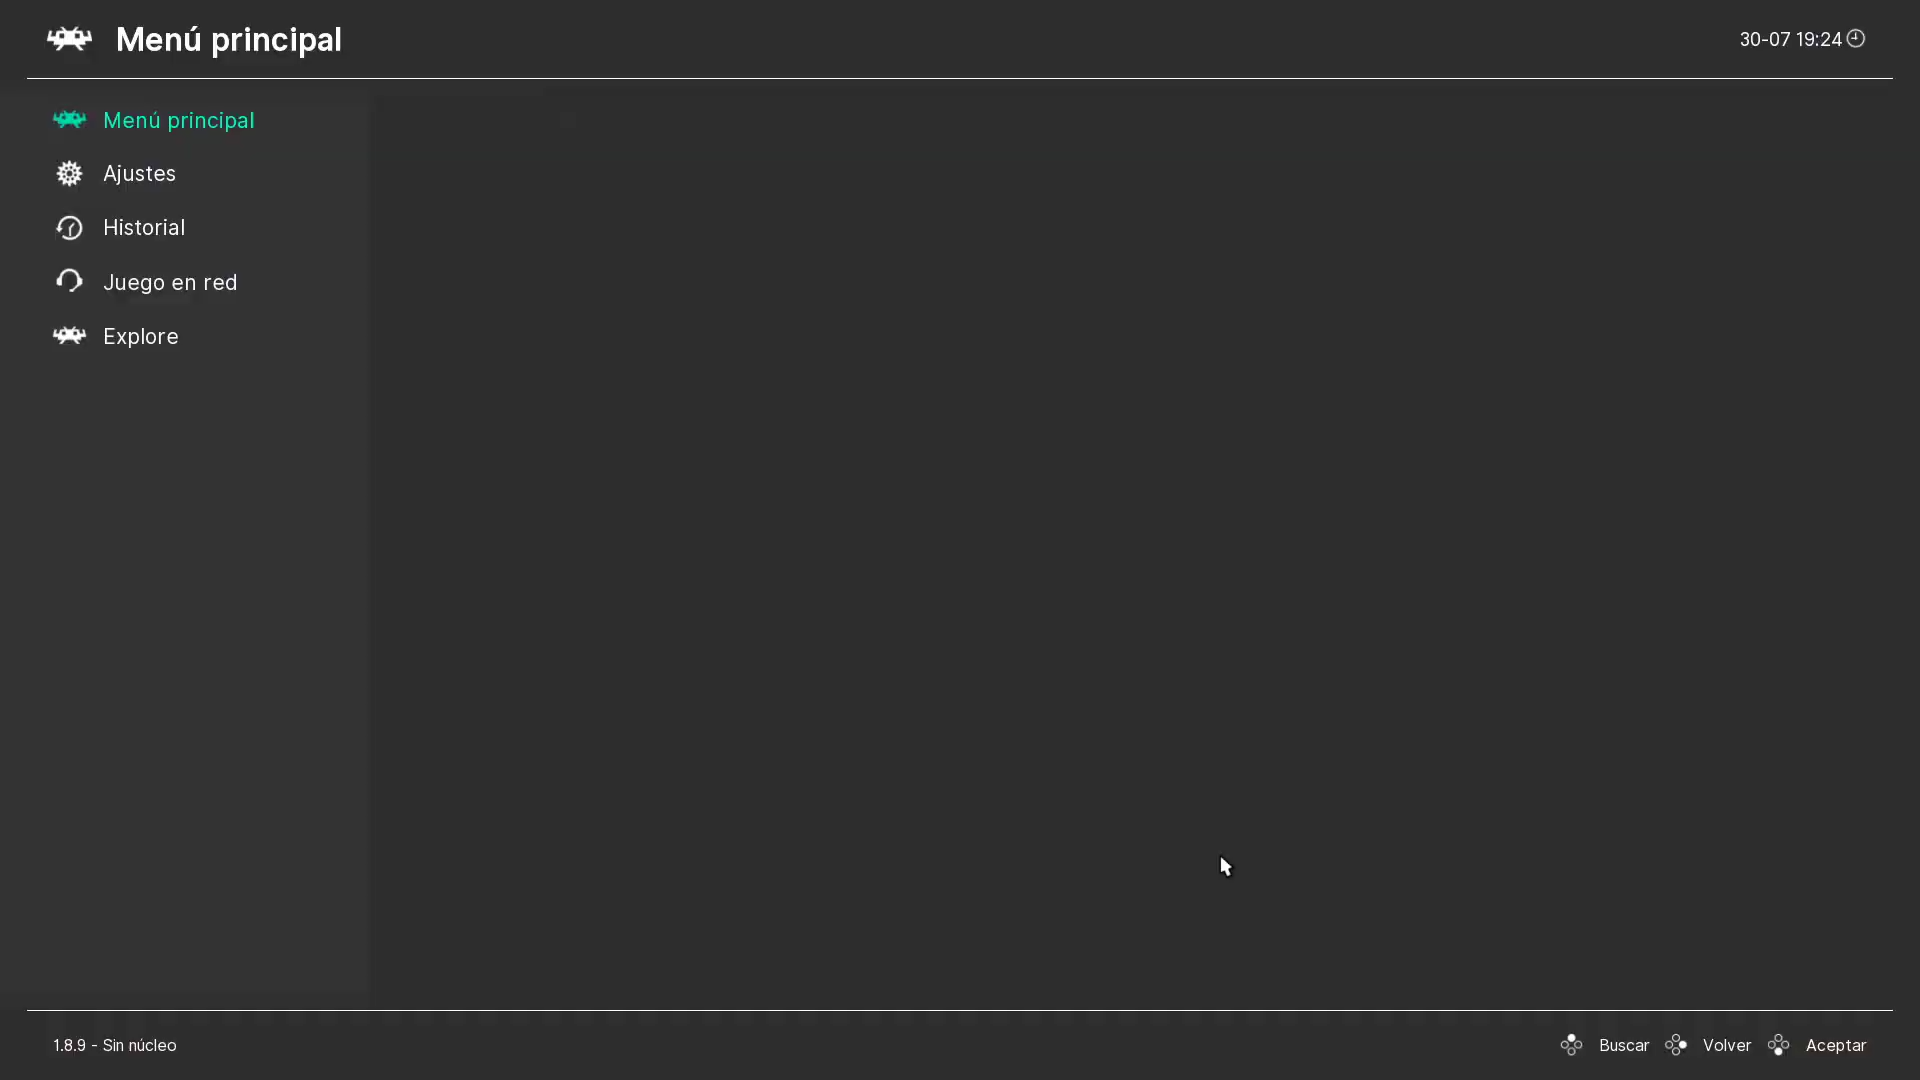 Menú principal
30-07 19:24
Menú principal
Ajustes
Historial
Juego en red
Explore
1.8.9 - Sin núcleo
Buscar
Volver
Aceptar